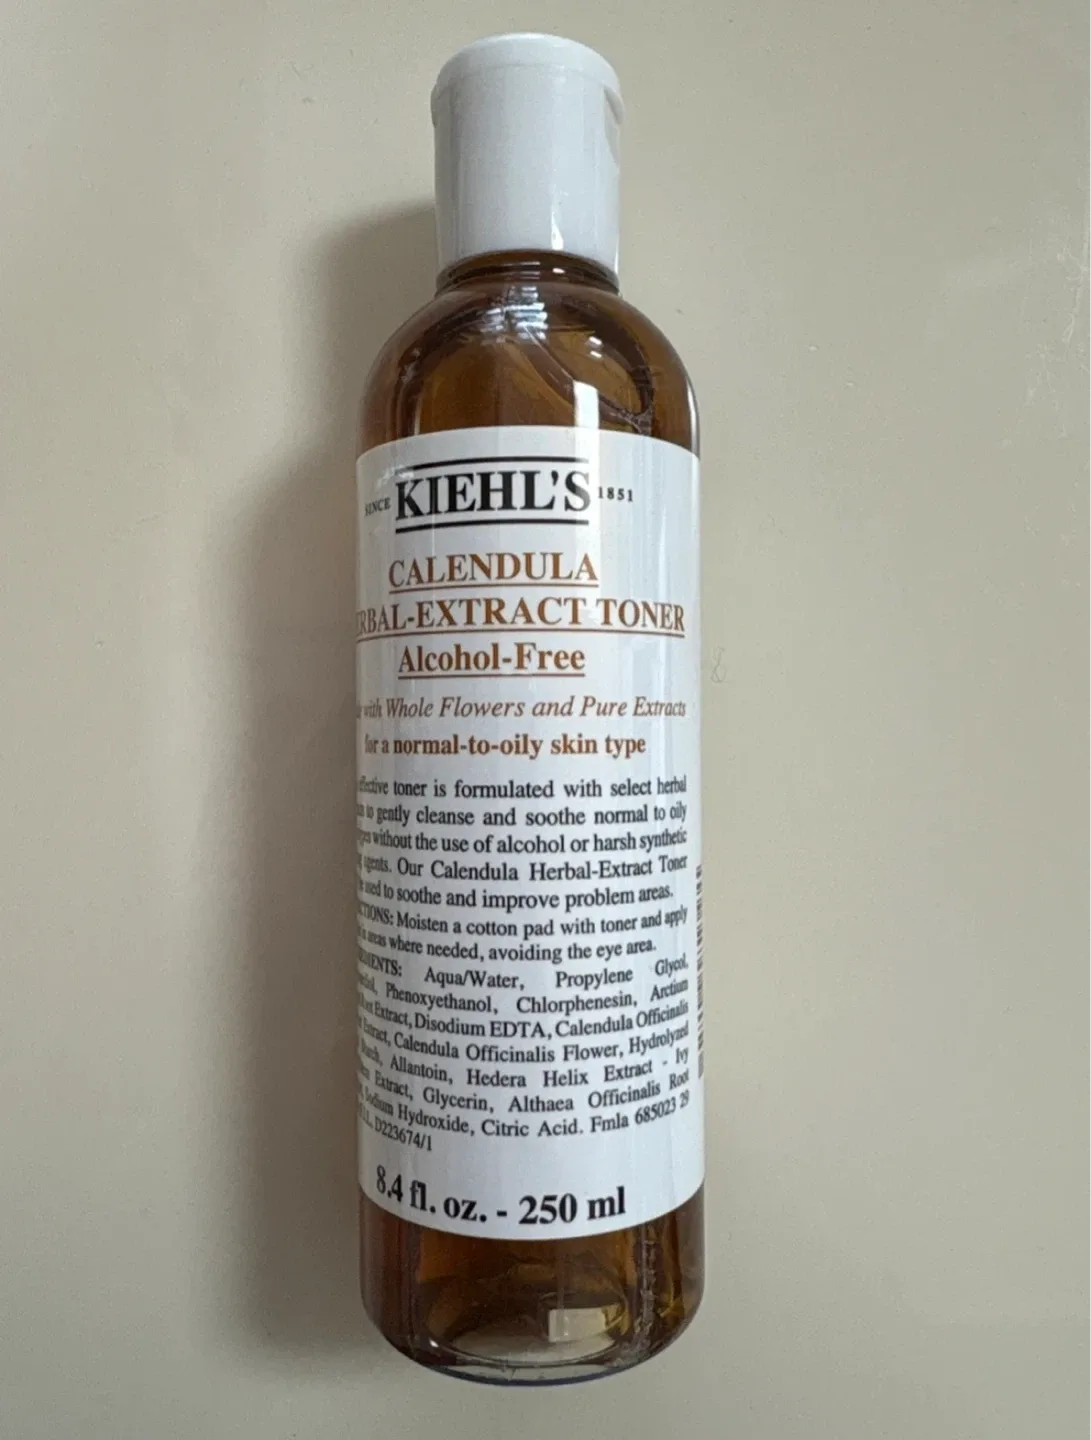 SINCE KIEHL'S 1851
CALENDULA
RBAL-EXTRACT TONER
Alcohol-Free
with Whole Flowers and Pure Extracts
for a normal-to-oily skin type
toner is formulated with select herbal
to gently cleanse and soothe normal to oily
without the use of alcohol or harsh synthetic
agents. Our Calendula Herbal-Extract Toner
used to soothe and improve problem areas.
TIONS: Moisten a cotton pad with toner and apply
areas where needed, avoiding the eye area.
DIENTS: Aqua/Water, Propylene Glycol,
Phenoxyethanol, Chlorphenesin, Arctium
Extract, Disodium EDTA, Calendula Officinalis
Extract, Calendula Officinalis Flower, Hydrolyzed
Allantoin, Hedera Helix Extract - Ivy
Extract, Glycerin, Althaea Officinalis Root
Sodium Hydroxide, Citric Acid. Fmla 685023 29
D223674/1
8.4 fl. oz. - 250 ml